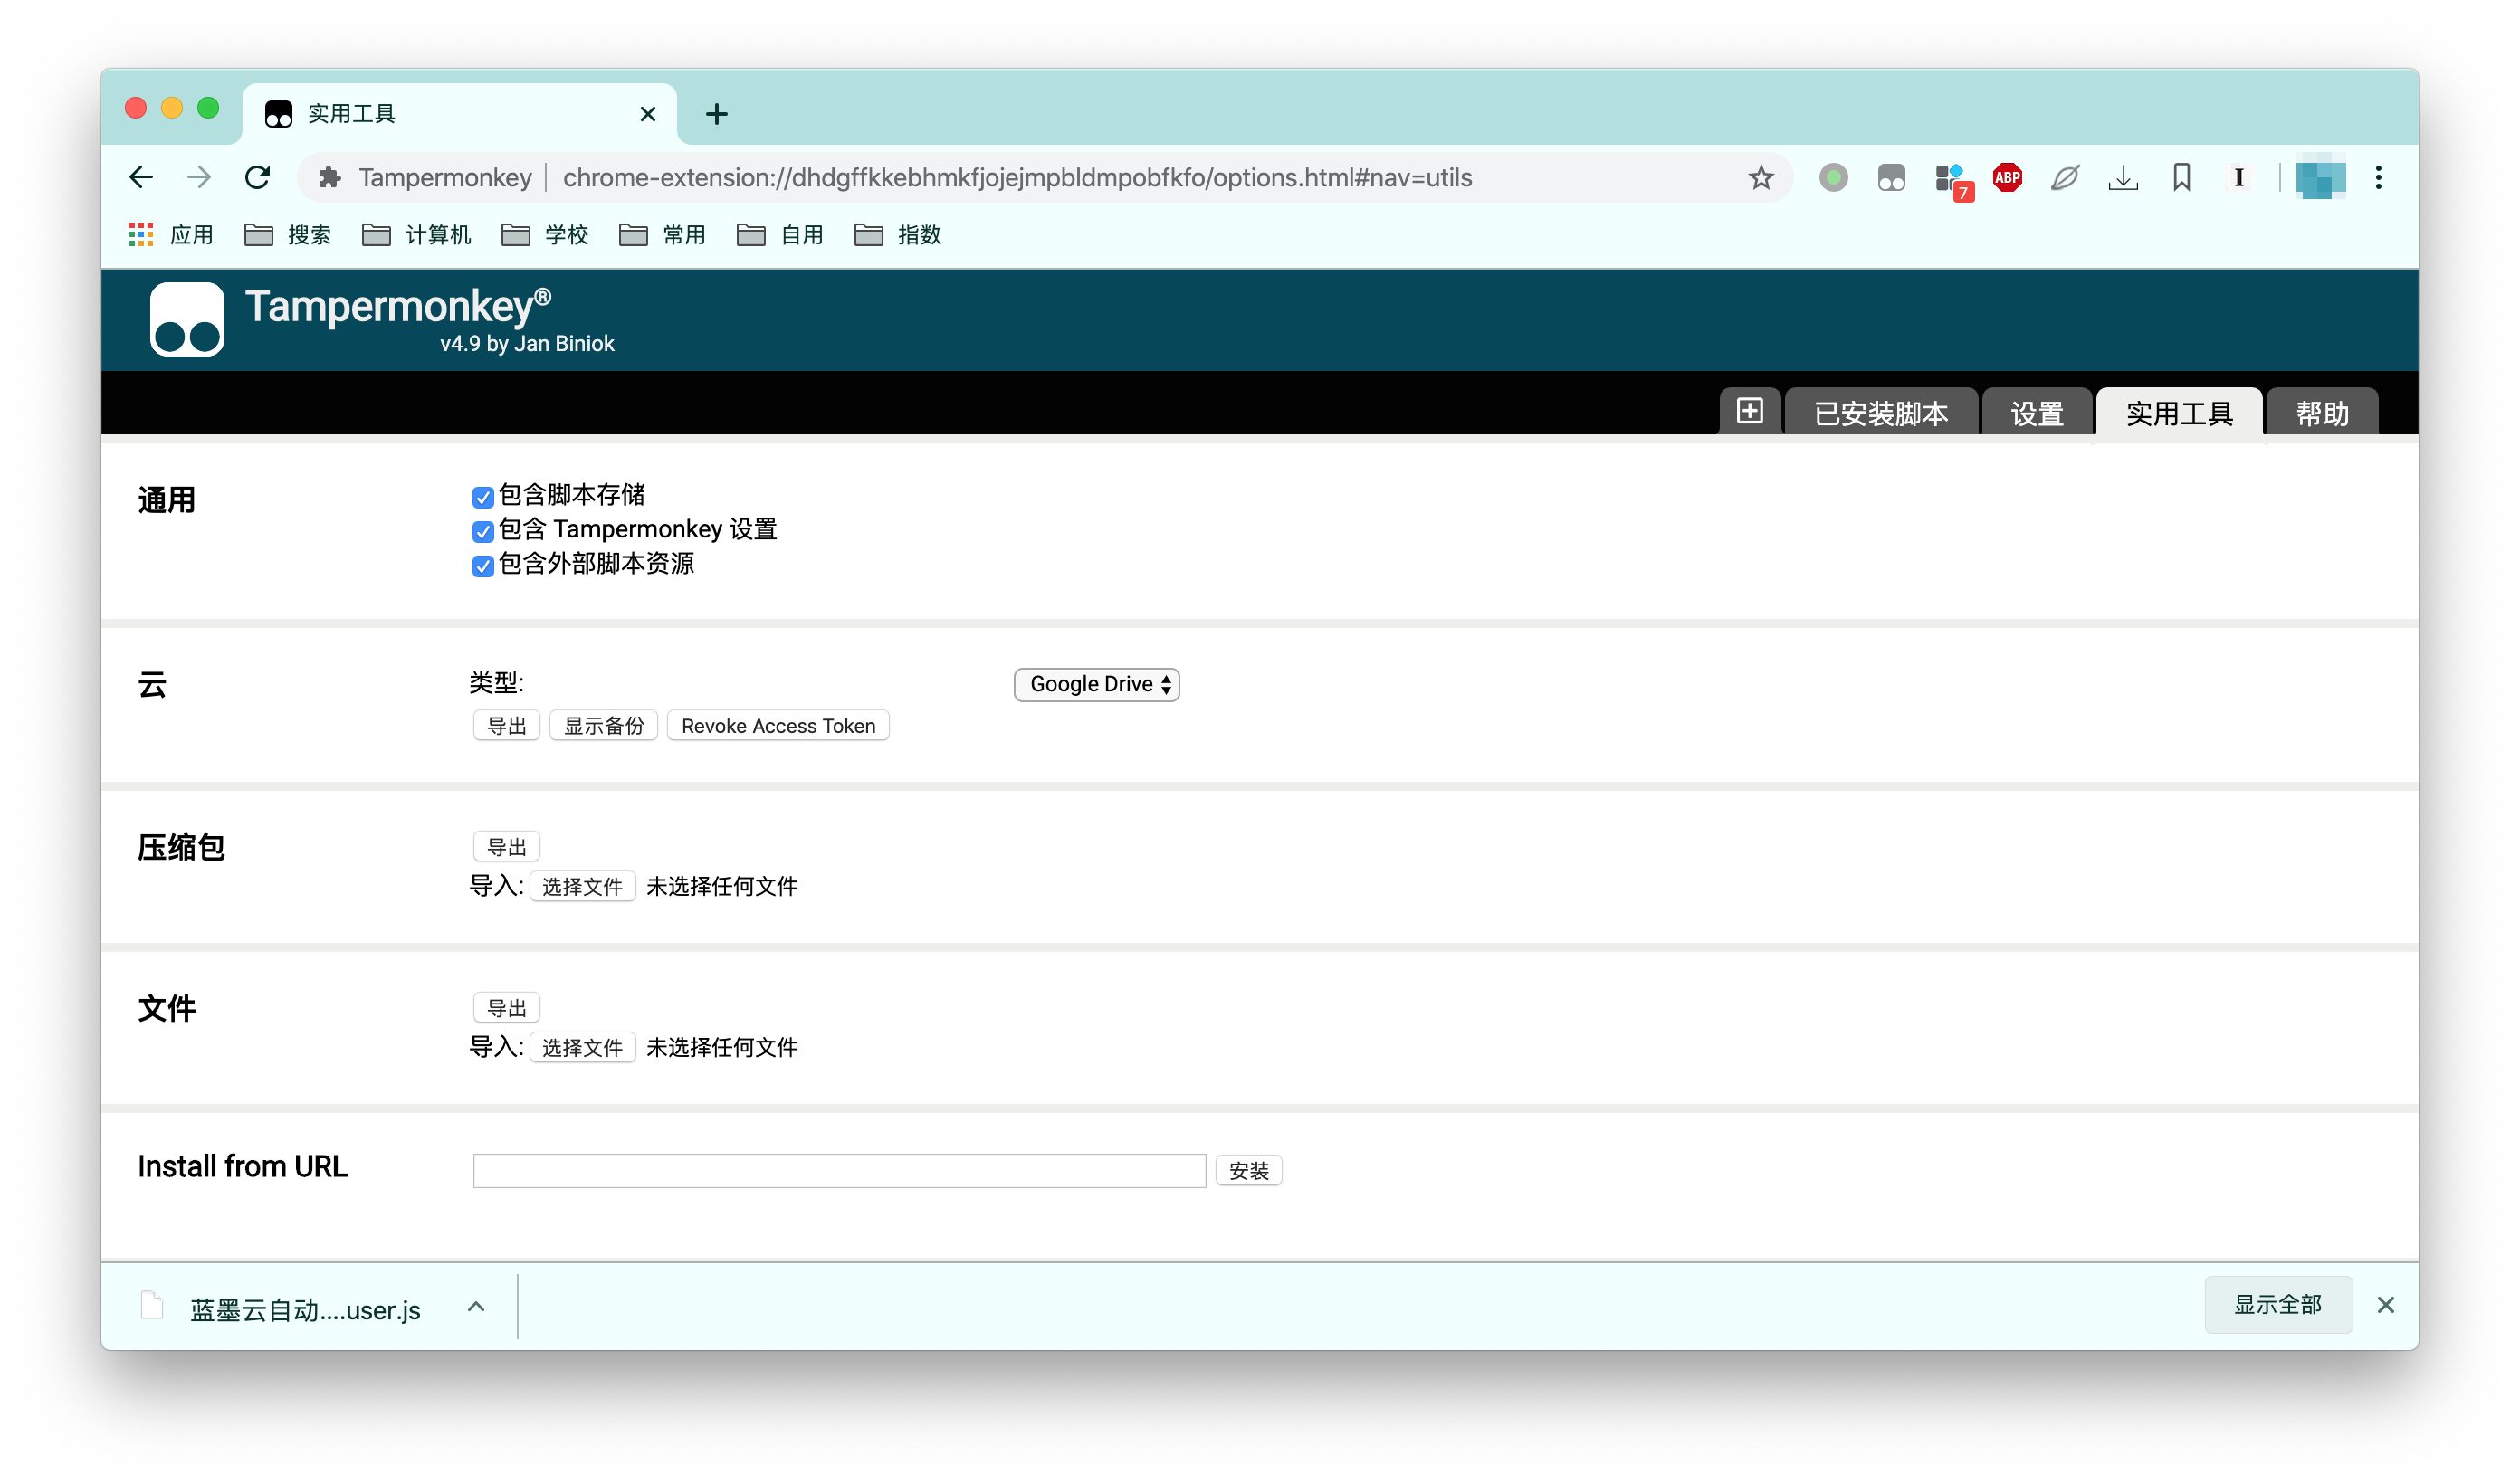 实用工具
Tampermonkey chrome-extension://dhdgffkkebhmkfjojejmpbldmpobfkfo/options.html#nav=utils 7 ABP I
应用 搜索 计算机 学校 常用 自用 指数
Tampermonkey®
v4.9 by Jan Biniok
已安装脚本 设置 实用工具 帮助
通用
包含脚本存储
包含 Tampermonkey 设置
包含外部脚本资源
云
类型: Google Drive
导出 显示备份 Revoke Access Token
压缩包
导出
导入: 选择文件 未选择任何文件
文件
导出
导入: 选择文件 未选择任何文件
Install from URL 安装
蓝墨云自动....user.js 显示全部